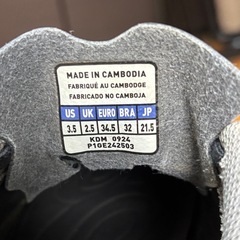 MADE IN CAMBODIA
FABRIQUÉ AU CAMBODGE
FABRICADO NO CAMBOJA
US UK EURO BRA JP
3.5 2.5 34.5 32 21.5
KDM 0924
P1GE242503